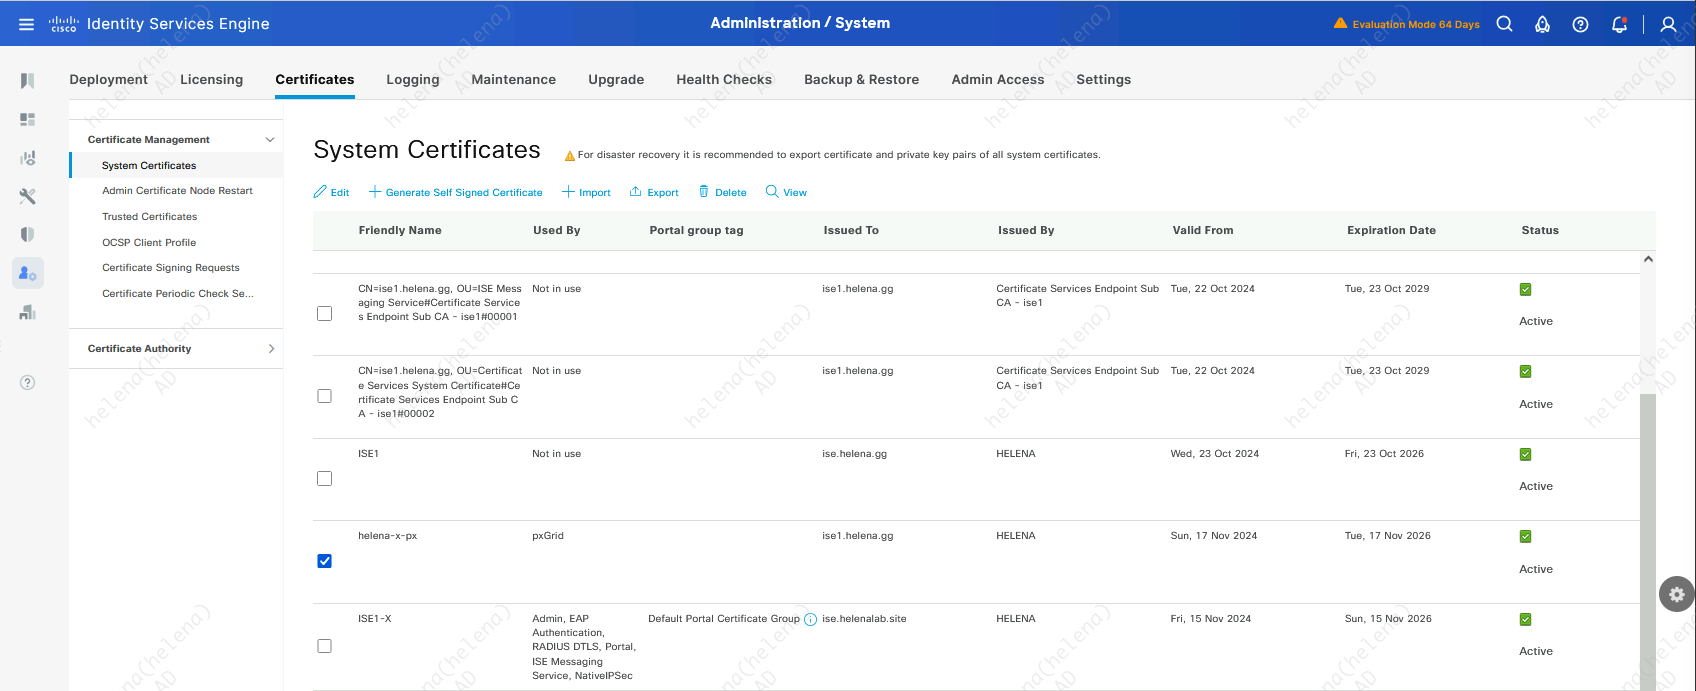 cisco Identity Services Engine
Administration / System
Evaluation Mode 64 Days
Deployment Licensing Certificates Logging Maintenance Upgrade Health Checks Backup & Restore Admin Access Settings
Certificate Management
System Certificates
Admin Certificate Node Restart
Trusted Certificates
OCSP Client Profile
Certificate Signing Requests
Certificate Periodic Check Se...
Certificate Authority
System Certificates
For disaster recovery it is recommended to export certificate and private key pairs of all system certificates.
Edit Generate Self Signed Certificate Import Export Delete View
Friendly Name Used By Portal group tag Issued To Issued By Valid From Expiration Date Status
CN=ise1.helena.gg, OU=ISE Mess Not in use ise1.helena.gg Certificate Services Endpoint Sub Tue, 22 Oct 2024 Tue, 23 Oct 2029
aging Service#Certificate Service CA - ise1
s Endpoint Sub CA - ise1#00001
Active
CN=ise1.helena.gg, OU=Certificat Not in use ise1.helena.gg Certificate Services Endpoint Sub Tue, 22 Oct 2024 Tue, 23 Oct 2029
e Services System Certificate#Ce CA - ise1
rtificate Services Endpoint Sub C
A - ise1#00002
Active
ISE1 Not in use ise.helena.gg HELENA Wed, 23 Oct 2024 Fri, 23 Oct 2026
Active
helena-x-px pxGrid ise1.helena.gg HELENA Sun, 17 Nov 2024 Tue, 17 Nov 2026
Active
ISE1-X Admin, EAP Default Portal Certificate Group ise.helenalab.site HELENA Fri, 15 Nov 2024 Sun, 15 Nov 2026
Authentication,
RADIUS DTLS, Portal,
ISE Messaging
Service, NativeIPSec
Active
helena(helena)
AD